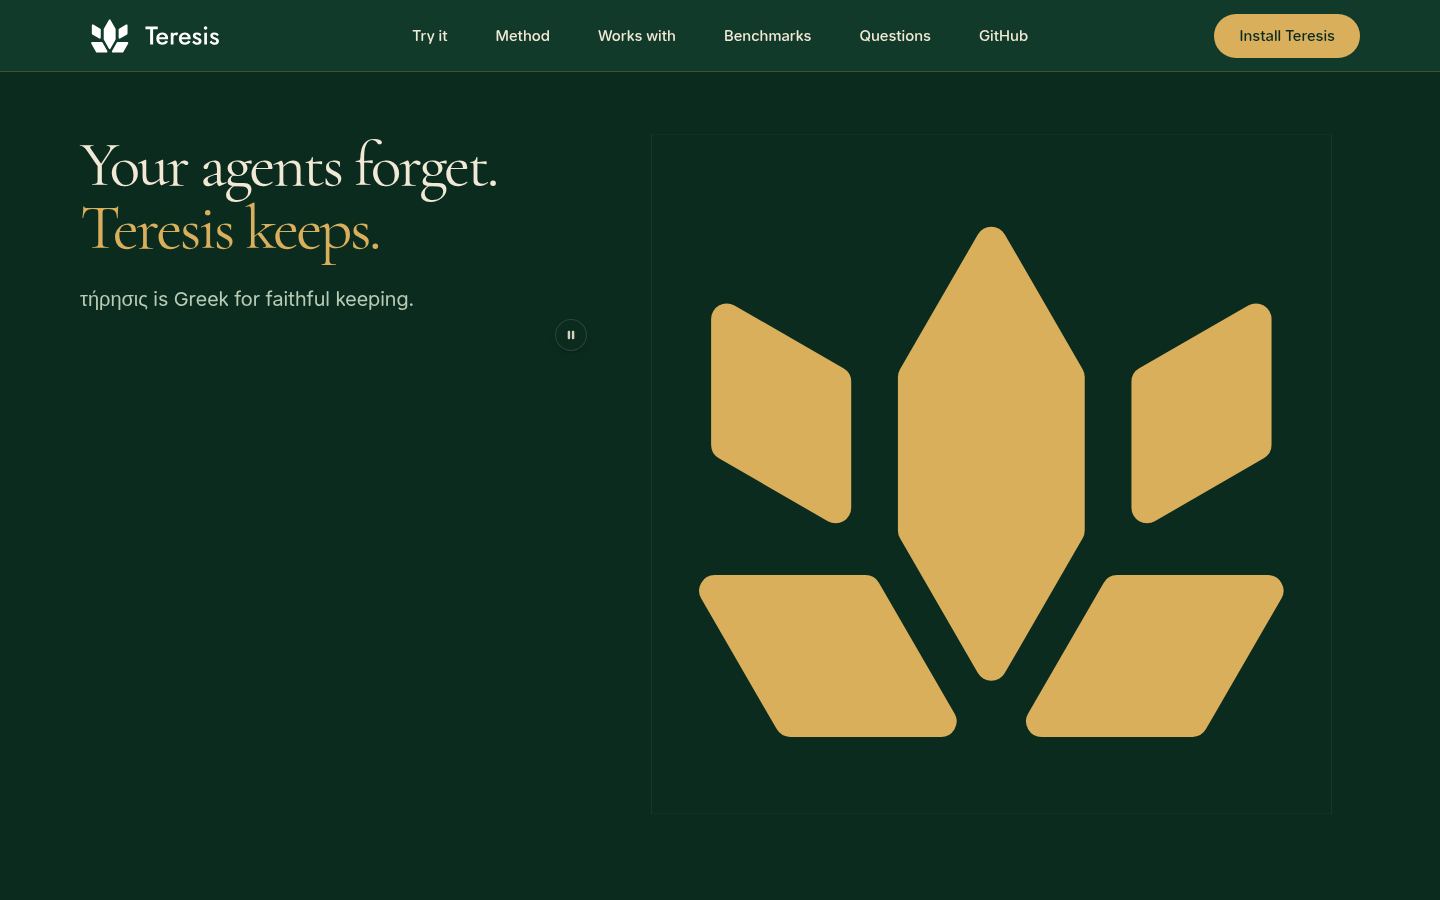 Teresis
Try it
Method
Works with
Benchmarks
Questions
GitHub
Install Teresis
Your agents forget.
Teresis keeps.
τήρησις is Greek for faithful keeping.